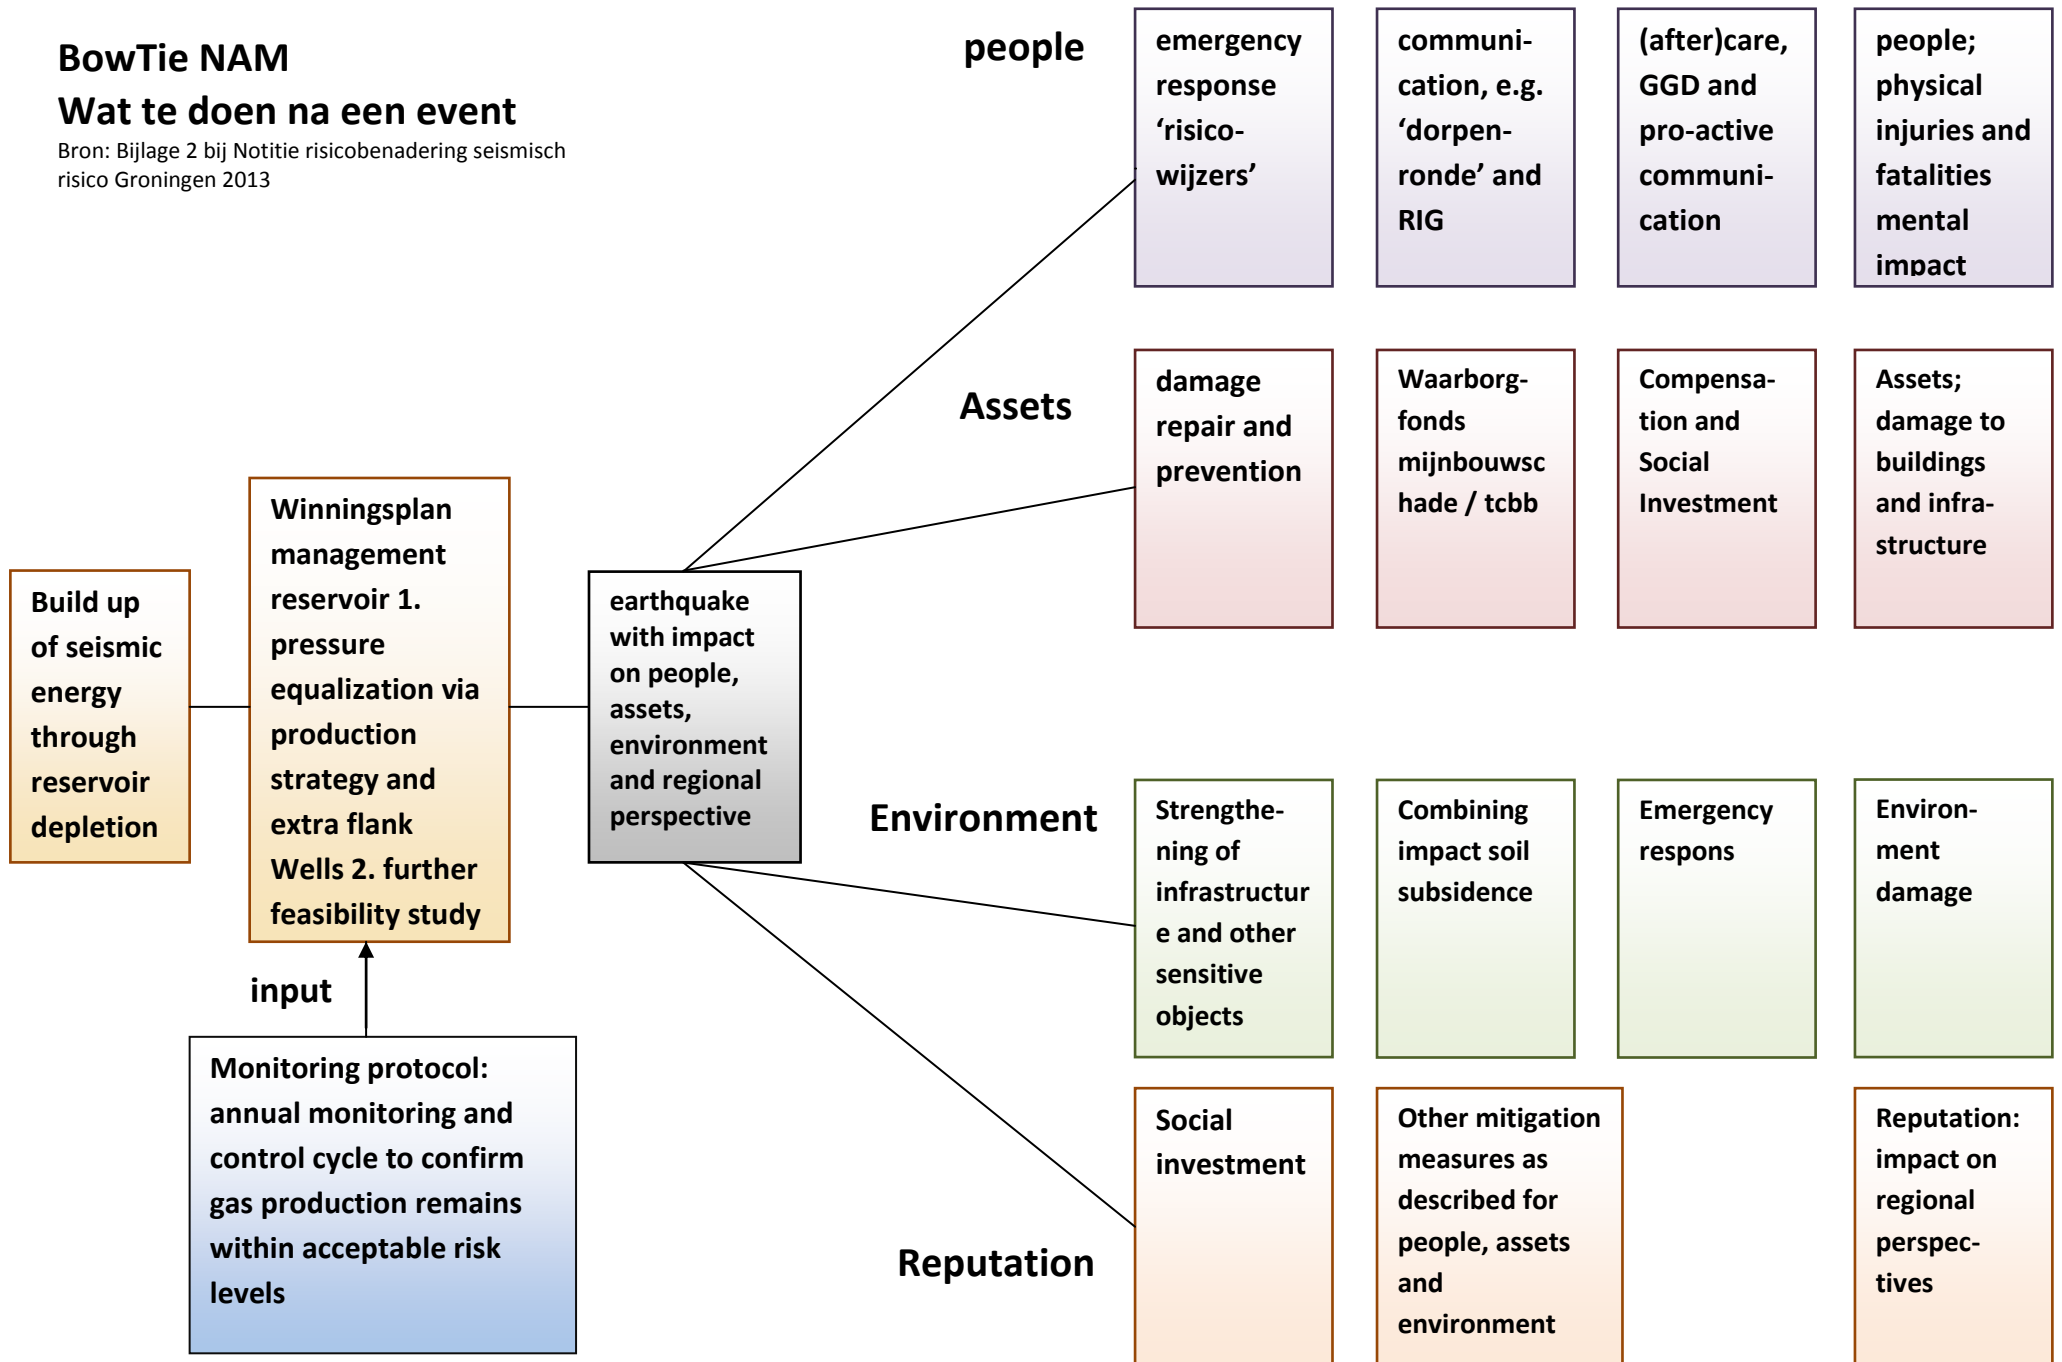 BowTie NAM
Wat te doen na een event
Bron: Bijlage 2 bij Notitie risicobenadering seismisch
risico Groningen 2013
people
emergency
response
‘risico-
wijzers’
communi-
cation, e.g.
‘dorpen-
ronde’ and
RIG
(after)care,
GGD and
pro-active
communi-
cation
people;
physical
injuries and
fatalities
mental
impact
Assets
damage
repair and
prevention
Waarborg-
fonds
mijnbouwsc
hade / tcbb
Compensa-
tion and
Social
Investment
Assets;
damage to
buildings
and infra-
structure
Build up
of seismic
energy
through
reservoir
depletion
Winningsplan
management
reservoir 1.
pressure
equalization via
production
strategy and
extra flank
Wells 2. further
feasibility study
earthquake
with impact
on people,
assets,
environment
and regional
perspective
input
Monitoring protocol:
annual monitoring and
control cycle to confirm
gas production remains
within acceptable risk
levels
Environment
Strengthe-
ning of
infrastructur
e and other
sensitive
objects
Combining
impact soil
subsidence
Emergency
respons
Environ-
ment
damage
Reputation
Social
investment
Other mitigation
measures as
described for
people, assets
and
environment
Reputation:
impact on
regional
perspec-
tives